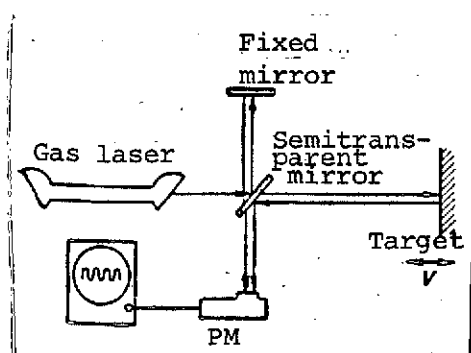 Fixed
mirror
Semitrans-
parent
mirror
Gas laser
Target
V
PM